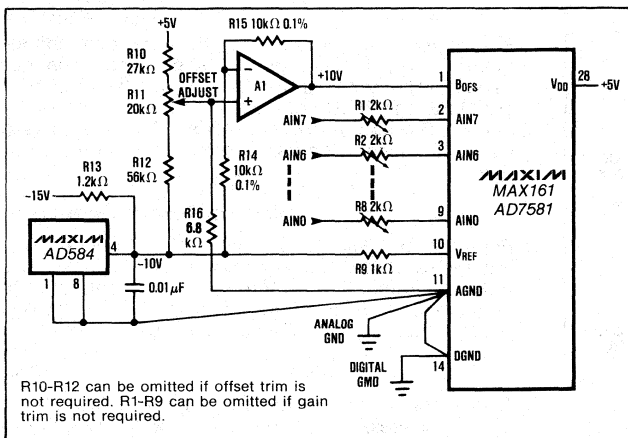 +5V
R15 10kΩ 0.1%
R10
27kΩ
OFFSET
ADJUST
R11
20kΩ
−
+
A1
+10V
1
BOFS
VDD
28
+5V
R1 2kΩ
AIN7
2
AIN7
R2 2kΩ
AIN6
3
AIN6
R12
56kΩ
R13
1.2kΩ
−15V
R14
10kΩ
0.1%
MAXIM
MAX161
AD7581
R16
6.8
kΩ
R8 2kΩ
AIN0
9
AIN0
MAXIM
AD584
4
−10V
10
VREF
R9 1kΩ
1
8
0.01µF
11
AGND
ANALOG
GND
DGND
14
DIGITAL
GMD
R10-R12 can be omitted if offset trim is
not required. R1-R9 can be omitted if gain
trim is not required.